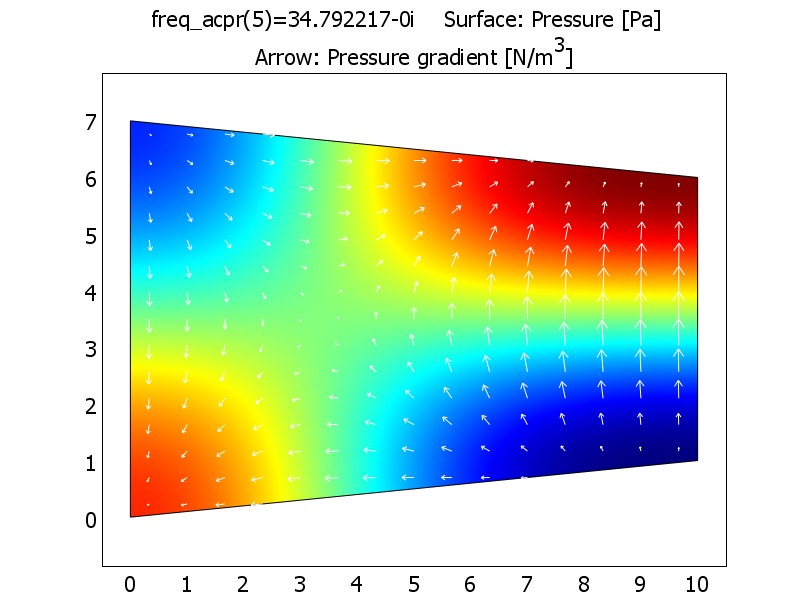 freq_acpr(5)=34.792217-0i Surface: Pressure [Pa]
Arrow: Pressure gradient [N/m³]
7
6
5
4
3
2
1
0
0 1 2 3 4 5 6 7 8 9 10